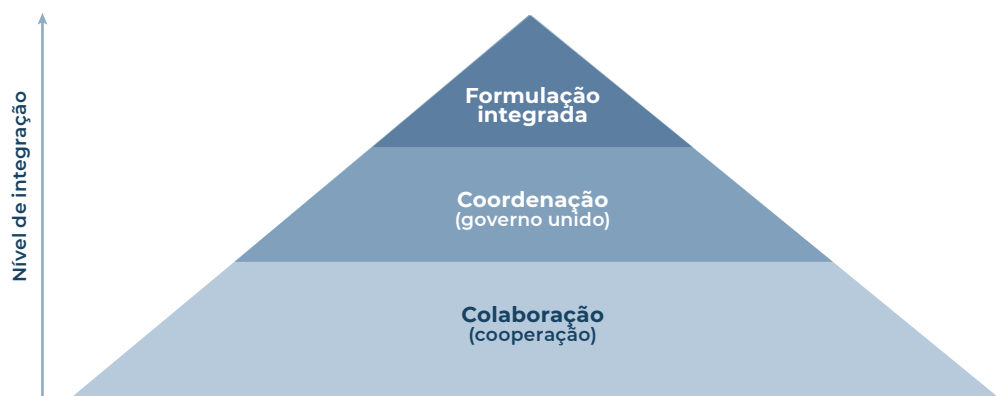 Formulação
integrada
Coordenação
(governo unido)
Colaboração
(cooperação)
Nível de integração